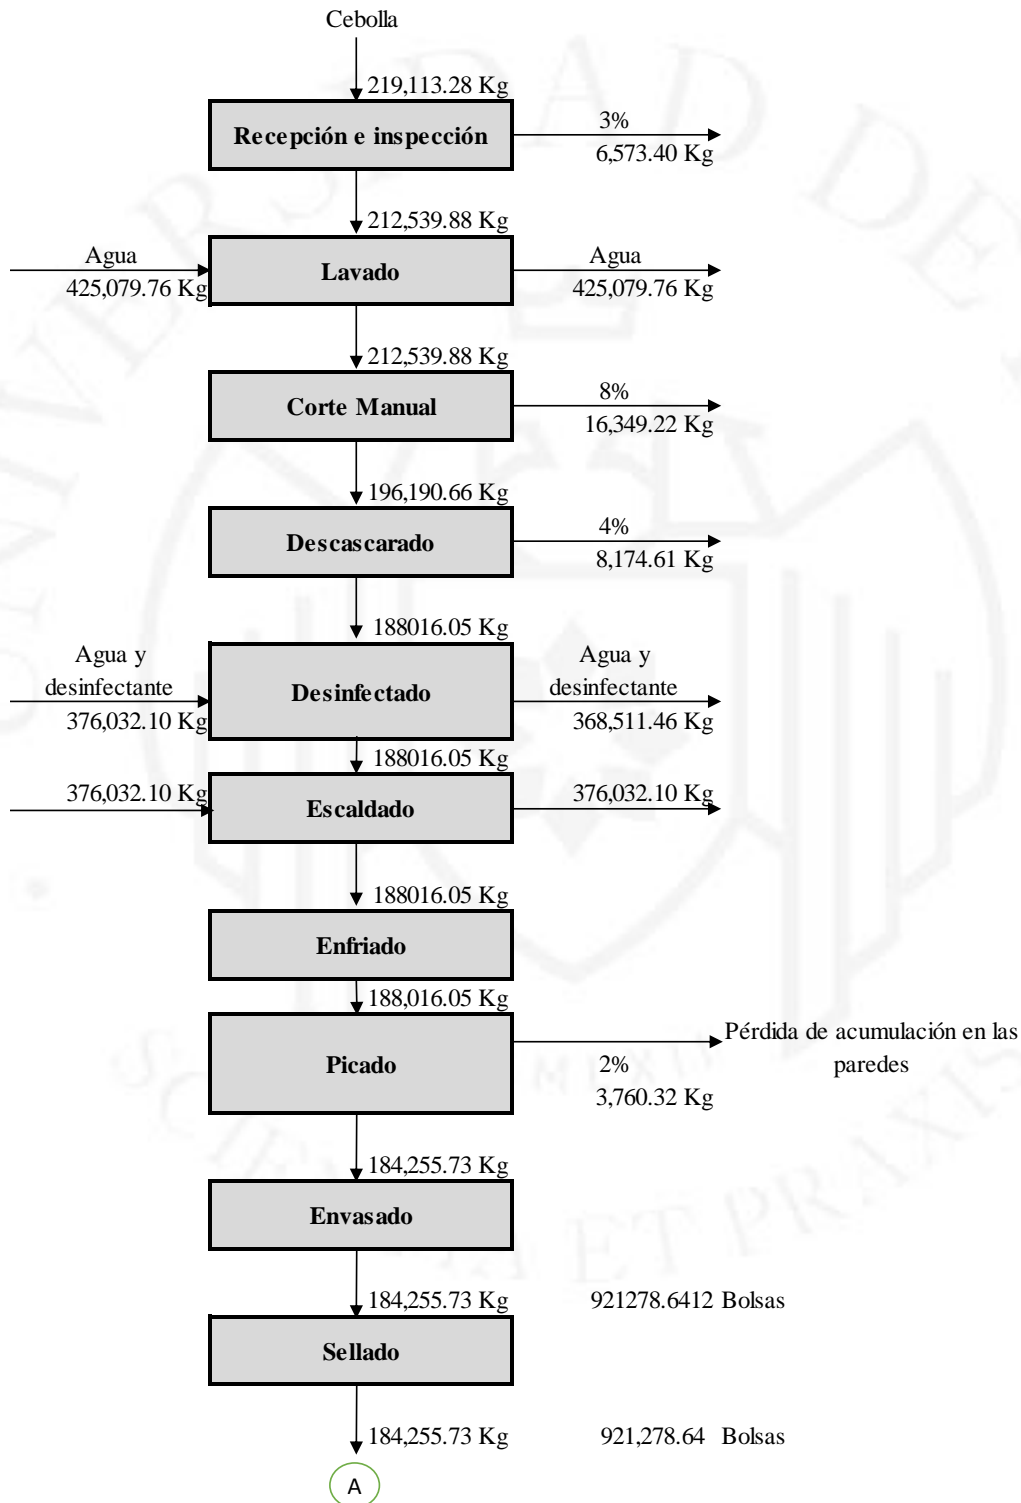 Cebolla
219,113.28 Kg
Recepción e inspección
3%
6,573.40 Kg
212,539.88 Kg
Agua
425,079.76 Kg
Lavado
Agua
425,079.76 Kg
212,539.88 Kg
Corte Manual
8%
16,349.22 Kg
196,190.66 Kg
Descascarado
4%
8,174.61 Kg
188016.05 Kg
Agua y
desinfectante
376,032.10 Kg
Desinfectado
Agua y
desinfectante
368,511.46 Kg
188016.05 Kg
376,032.10 Kg
Escaldado
376,032.10 Kg
188016.05 Kg
Enfriado
188,016.05 Kg
Picado
2%
3,760.32 Kg
Pérdida de acumulación en las
paredes
184,255.73 Kg
Envasado
184,255.73 Kg
921278.6412 Bolsas
Sellado
184,255.73 Kg
921,278.64 Bolsas
A
UNIVERSIDAD DE
SCIENTIA ET PRAXIS